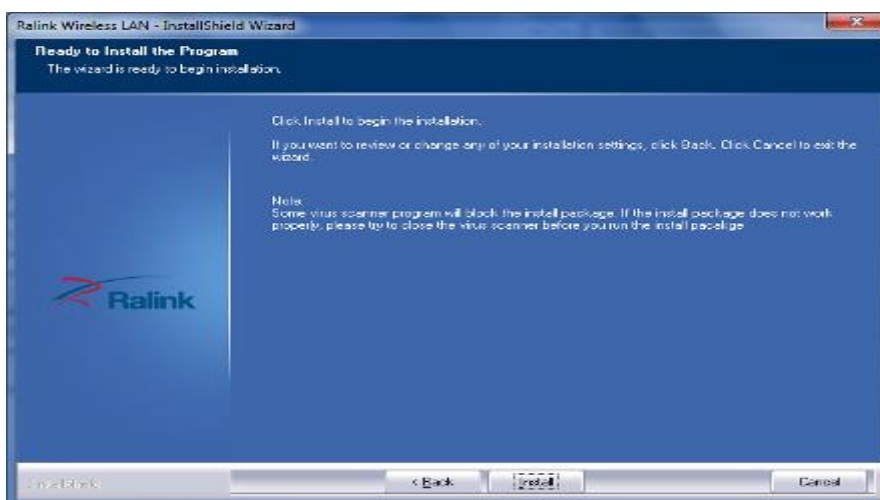 Ralink Wireless LAN - InstallShield Wizard
Ready to Install the Program
The wizard is ready to begin installation.
Click Install to begin the installation.
If you want to review or change any of your installation settings, click Back. Click Cancel to exit the
wizard.
Note:
Some virus scanner program will block the install package. If the install package does not work
properly, please try to close the virus scanner before you run the install pacakge
Ralink
InstallShield
< Back
Install
Cancel